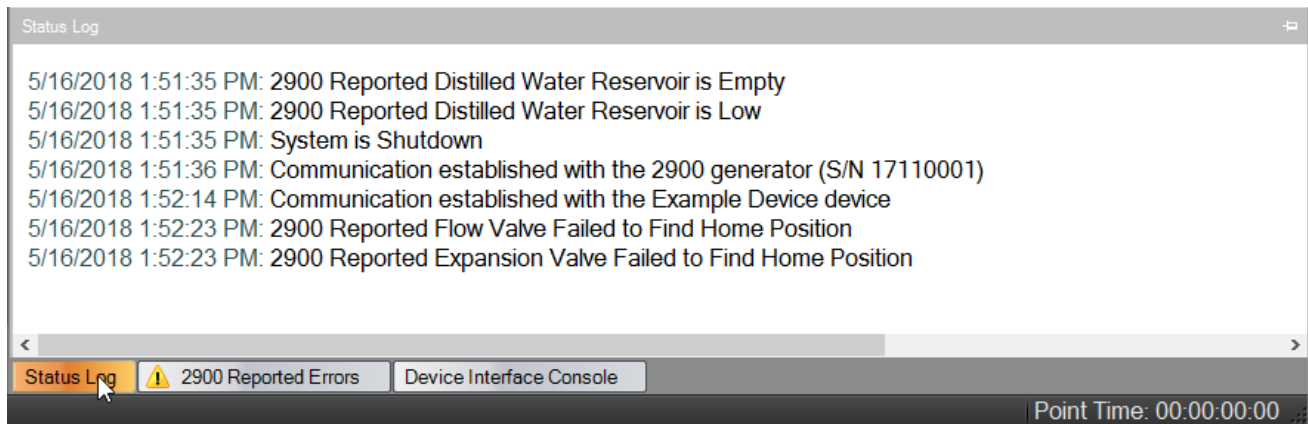 Status Log
5/16/2018 1:51:35 PM: 2900 Reported Distilled Water Reservoir is Empty
5/16/2018 1:51:35 PM: 2900 Reported Distilled Water Reservoir is Low
5/16/2018 1:51:35 PM: System is Shutdown
5/16/2018 1:51:36 PM: Communication established with the 2900 generator (S/N 17110001)
5/16/2018 1:52:14 PM: Communication established with the Example Device device
5/16/2018 1:52:23 PM: 2900 Reported Flow Valve Failed to Find Home Position
5/16/2018 1:52:23 PM: 2900 Reported Expansion Valve Failed to Find Home Position
Status Log 2900 Reported Errors Device Interface Console
Point Time: 00:00:00:00